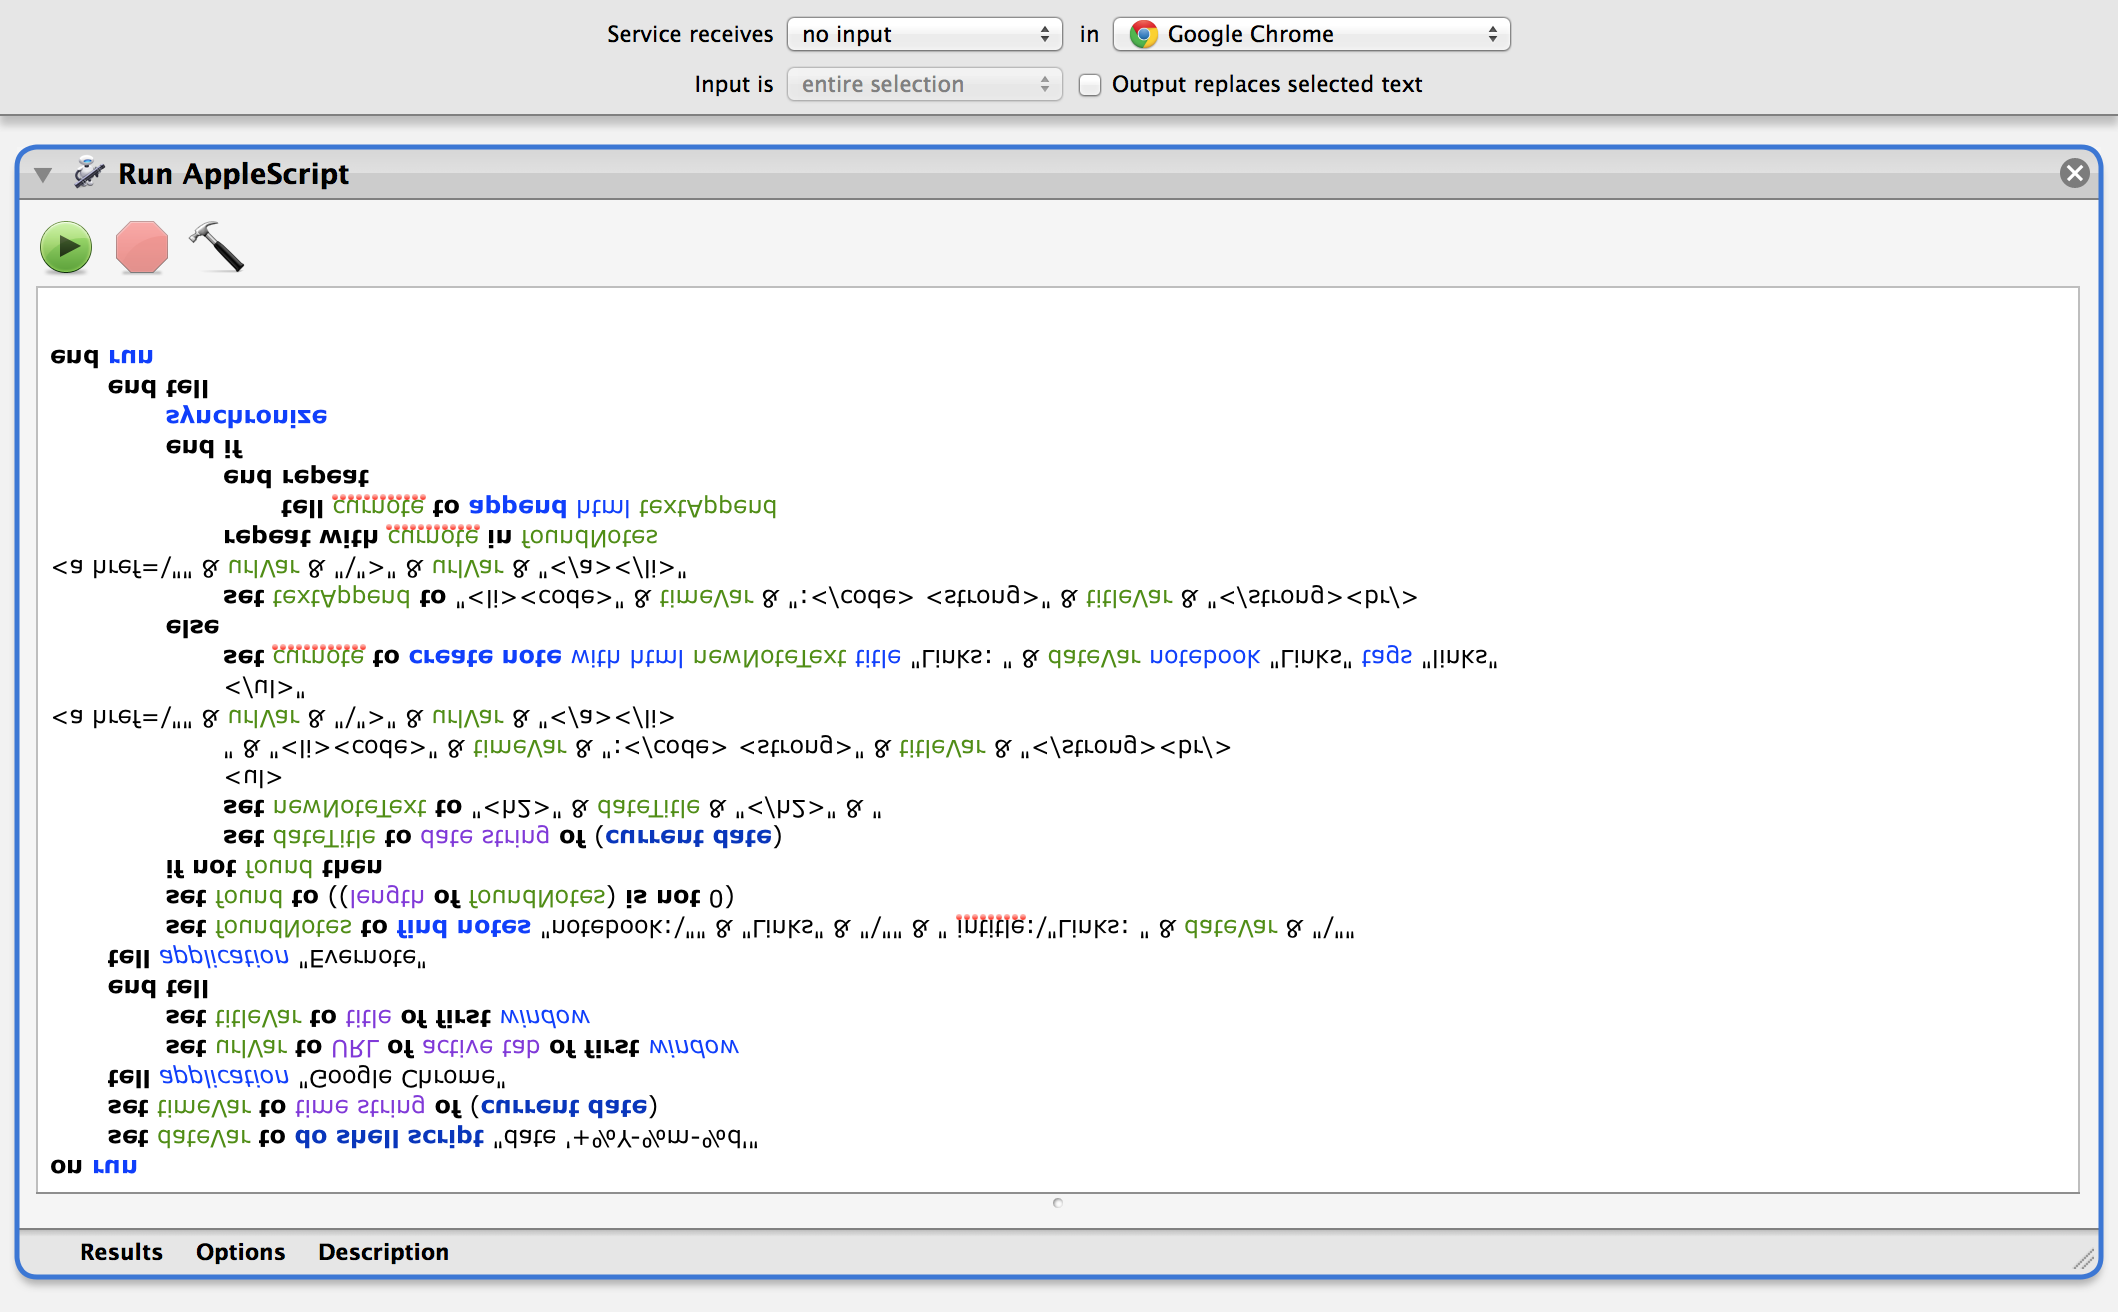 Service receives no input in Google Chrome
Input is entire selection Output replaces selected text
Run AppleScript
on run
set dateVar to do shell script "date '+%Y-%m-%d'"
set timeVar to time string of (current date)
tell application "Google Chrome"
set urlVar to URL of active tab of first window
set titleVar to title of first window
end tell
tell application "Evernote"
set foundNotes to find notes "notebook:\"" & "Links" & "\"" & " intitle:\"Links: " & dateVar & "\""
set found to ((length of foundNotes) is not 0)
if not found then
set dateTitle to date string of (current date)
set newNoteText to "<h2>" & dateTitle & "</h2>" & "
<ul>
" & "<li><code>" & timeVar & ":</code> <strong>" & titleVar & "</strong><br/>
<a href=\"" & urlVar & "\">" & urlVar & "</a></li>
</ul>"
set curnote to create note with html newNoteText title "Links: " & dateVar notebook "Links" tags "links"
else
set textAppend to "<li><code>" & timeVar & ":</code> <strong>" & titleVar & "</strong><br/>
<a href=\"" & urlVar & "\">" & urlVar & "</a></li>"
repeat with curnote in foundNotes
tell curnote to append html textAppend
end repeat
end if
synchronize
end tell
end run
Results Options Description